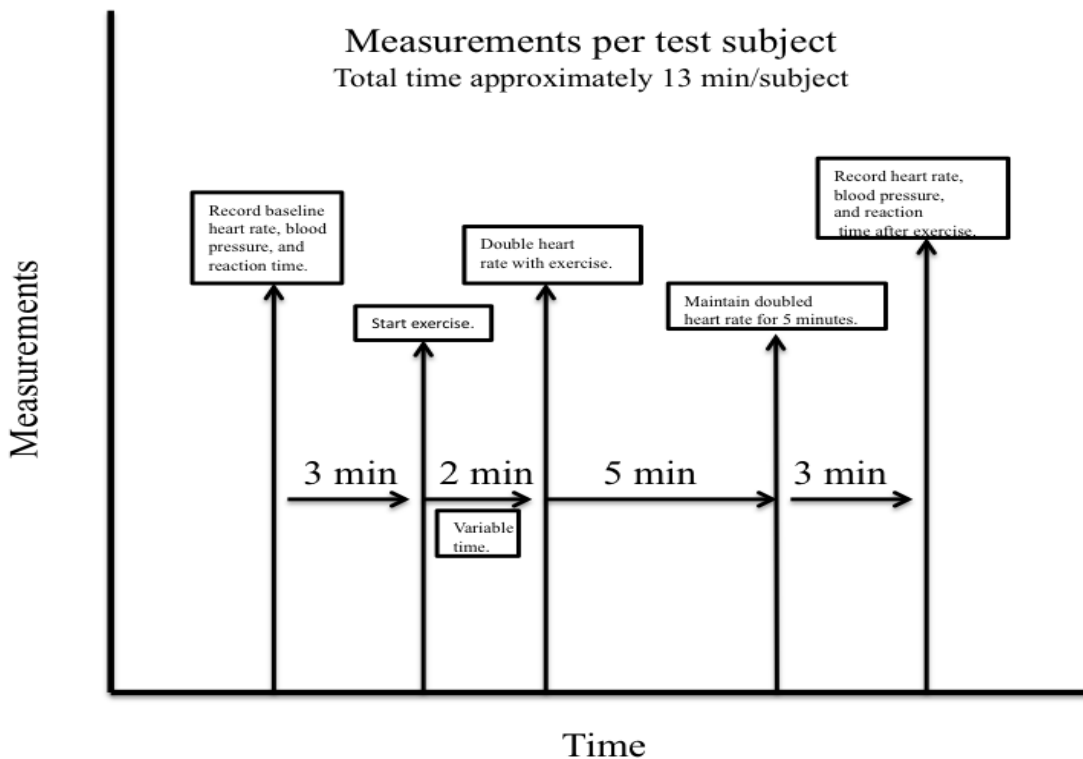 Measurements per test subject
Total time approximately 13 min/subject
Record baseline
heart rate, blood
pressure, and
reaction time.
Start exercise.
Double heart
rate with exercise.
Maintain doubled
heart rate for 5 minutes.
Record heart rate,
blood pressure,
and reaction
time after exercise.
Measurements
3 min
2 min
5 min
3 min
Variable
time.
Time